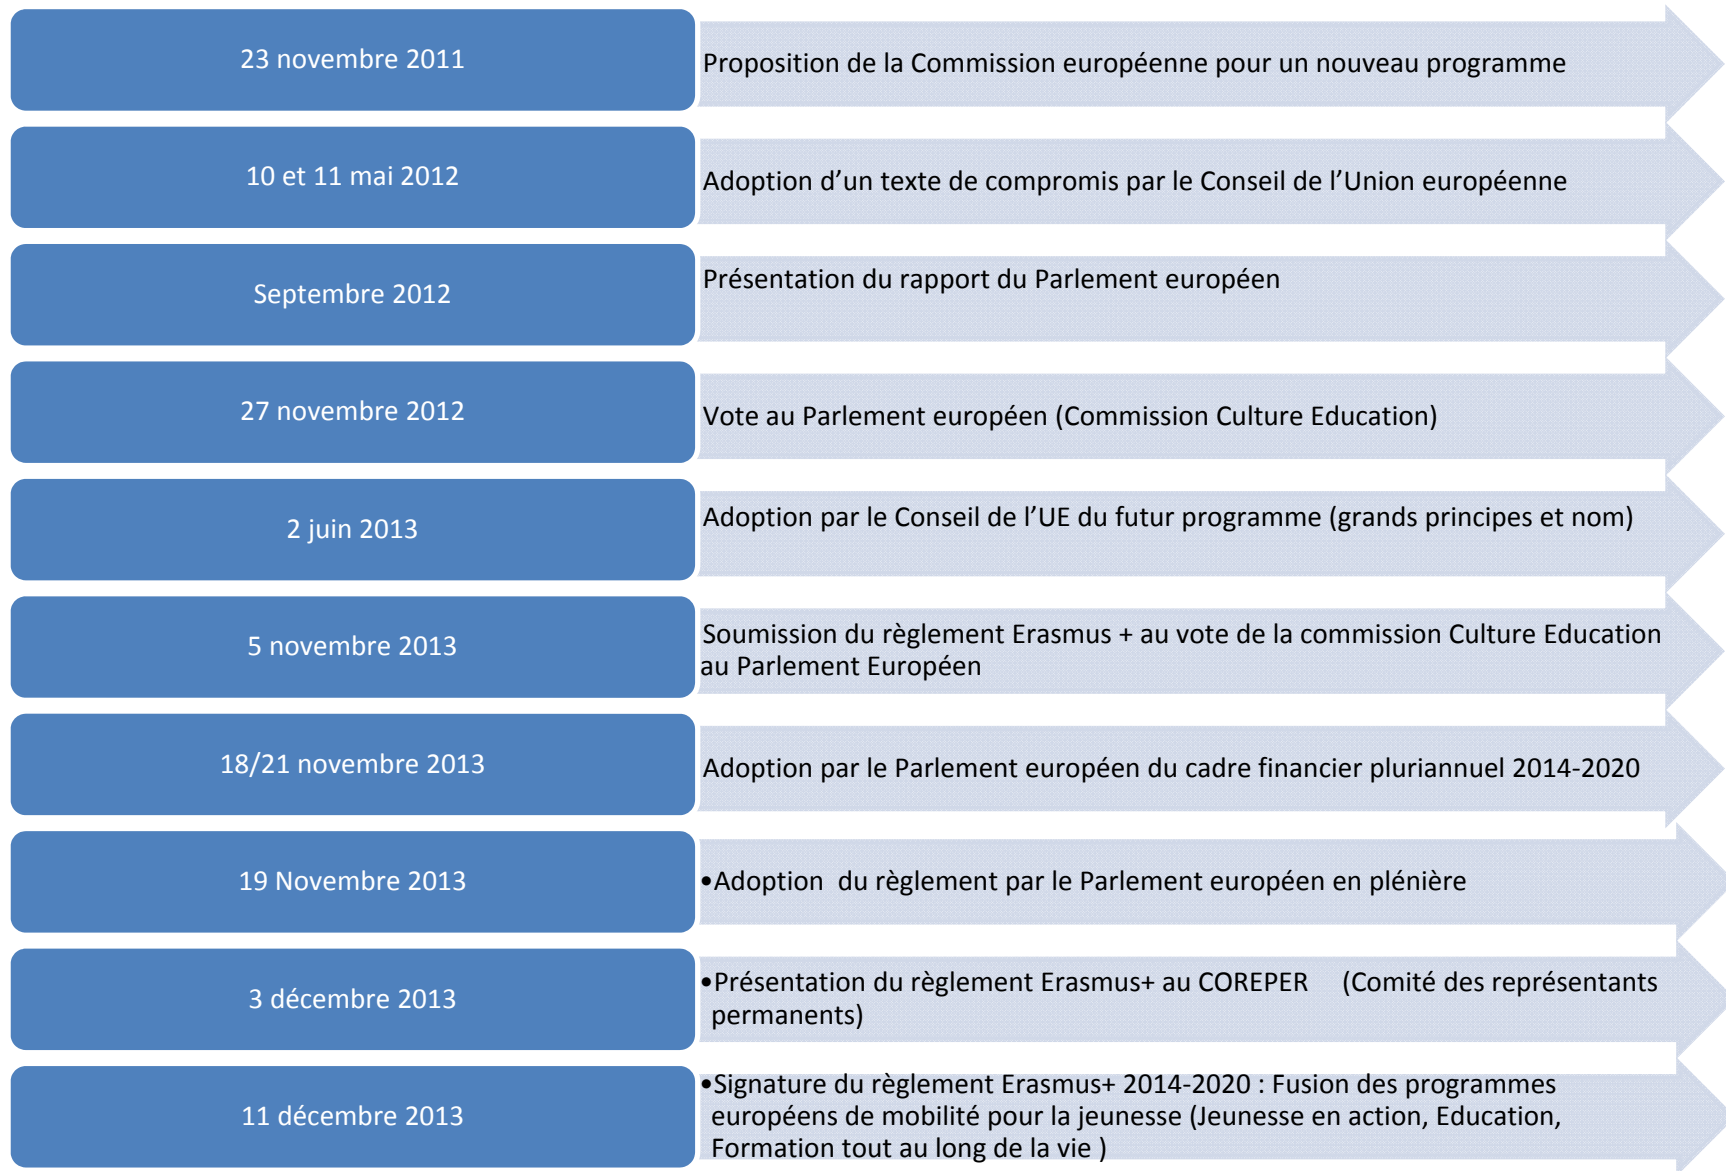 23 novembre 2011
Proposition de la Commission européenne pour un nouveau programme
10 et 11 mai 2012
Adoption d’un texte de compromis par le Conseil de l’Union européenne
Septembre 2012
Présentation du rapport du Parlement européen
27 novembre 2012
Vote au Parlement européen (Commission Culture Education)
2 juin 2013
Adoption par le Conseil de l’UE du futur programme (grands principes et nom)
5 novembre 2013
Soumission du règlement Erasmus + au vote de la commission Culture Education
au Parlement Européen
18/21 novembre 2013
Adoption par le Parlement européen du cadre financier pluriannuel 2014-2020
19 Novembre 2013
•Adoption  du règlement par le Parlement européen en plénière
3 décembre 2013
•Présentation du règlement Erasmus+ au COREPER    (Comité des représentants
permanents)
11 décembre 2013
•Signature du règlement Erasmus+ 2014-2020 : Fusion des programmes
européens de mobilité pour la jeunesse (Jeunesse en action, Education,
Formation tout au long de la vie )